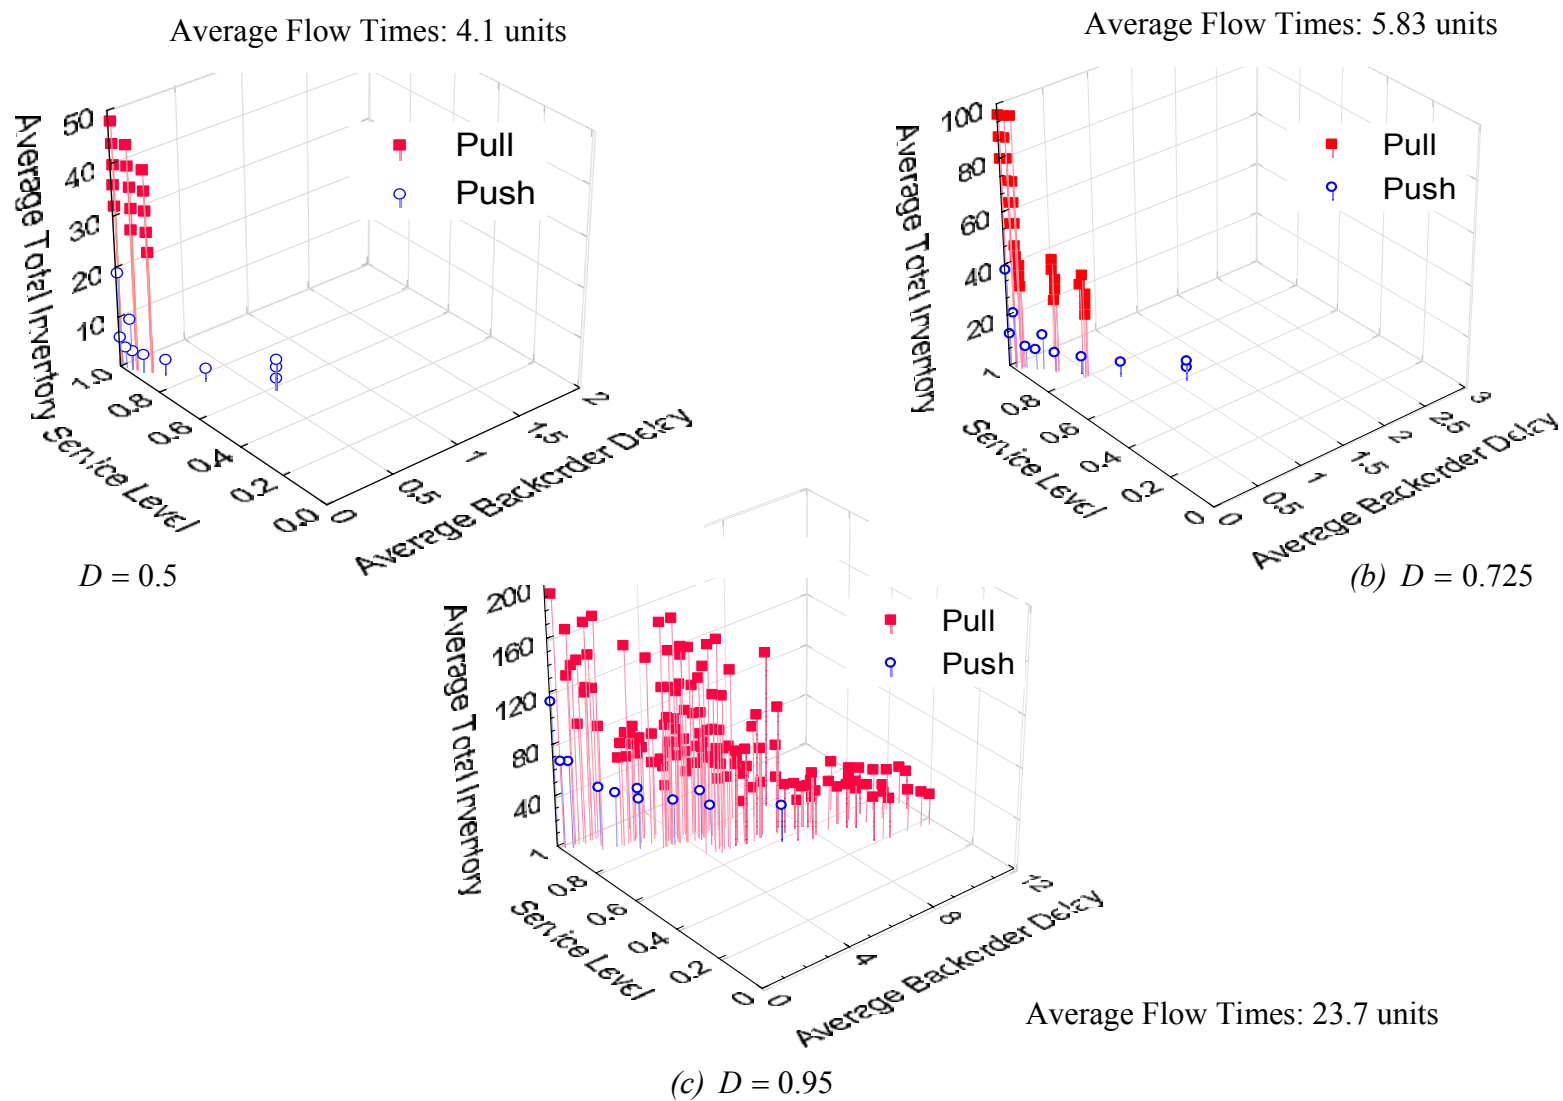 Average Flow Times: 4.1 units
50
40
30
20
10
1.0
0.8
0.6
0.4
0.2
0.0
0
0.5
1
1.5
2
Average Total Inventory
Service Level
Average Backorder Delay
Pull
Push
D = 0.5
Average Flow Times: 5.83 units
100
80
60
40
20
1
0.8
0.6
0.4
0.2
0
0
0.5
1
1.5
2
2.5
3
Average Total Inventory
Service Level
Average Backorder Delay
Pull
Push
(b) D = 0.725
200
160
120
80
40
1
0.8
0.6
0.4
0.2
0
0
4
8
12
Average Total Inventory
Service Level
Average Backorder Delay
Pull
Push
Average Flow Times: 23.7 units
(c) D = 0.95